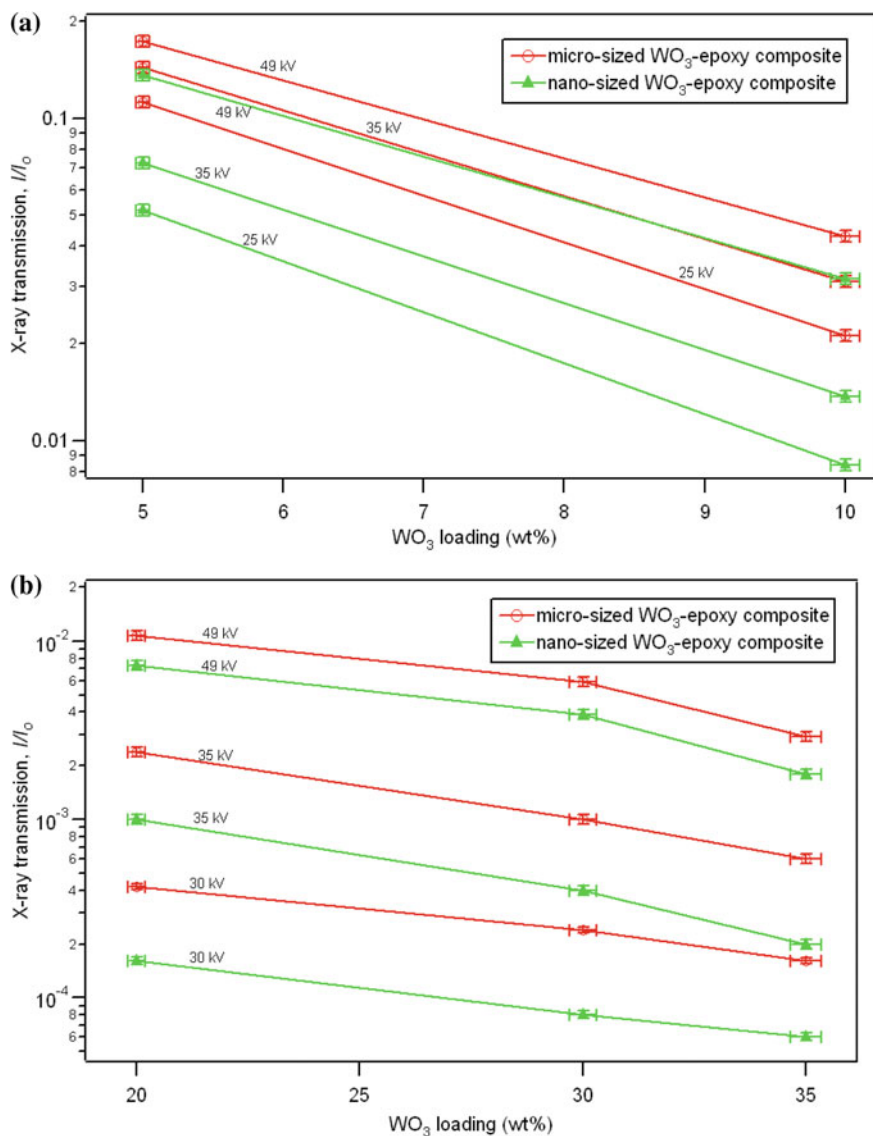 (a)
0.2
micro-sized WO₃-epoxy composite
nano-sized WO₃-epoxy composite
49 kV
0.1
9
8
7
6
5
4
3
2
0.01
9
8
49 kV
35 kV
35 kV
25 kV
25 kV
X-ray transmission, I/Iₒ
5
6
7
8
9
10
WO₃ loading (wt%)
(b)
2
10⁻²
8
6
4
2
10⁻³
8
6
4
2
10⁻⁴
8
6
micro-sized WO₃-epoxy composite
nano-sized WO₃-epoxy composite
49 kV
49 kV
35 kV
35 kV
30 kV
30 kV
X-ray transmission, I/Iₒ
20
25
30
35
WO₃ loading (wt%)